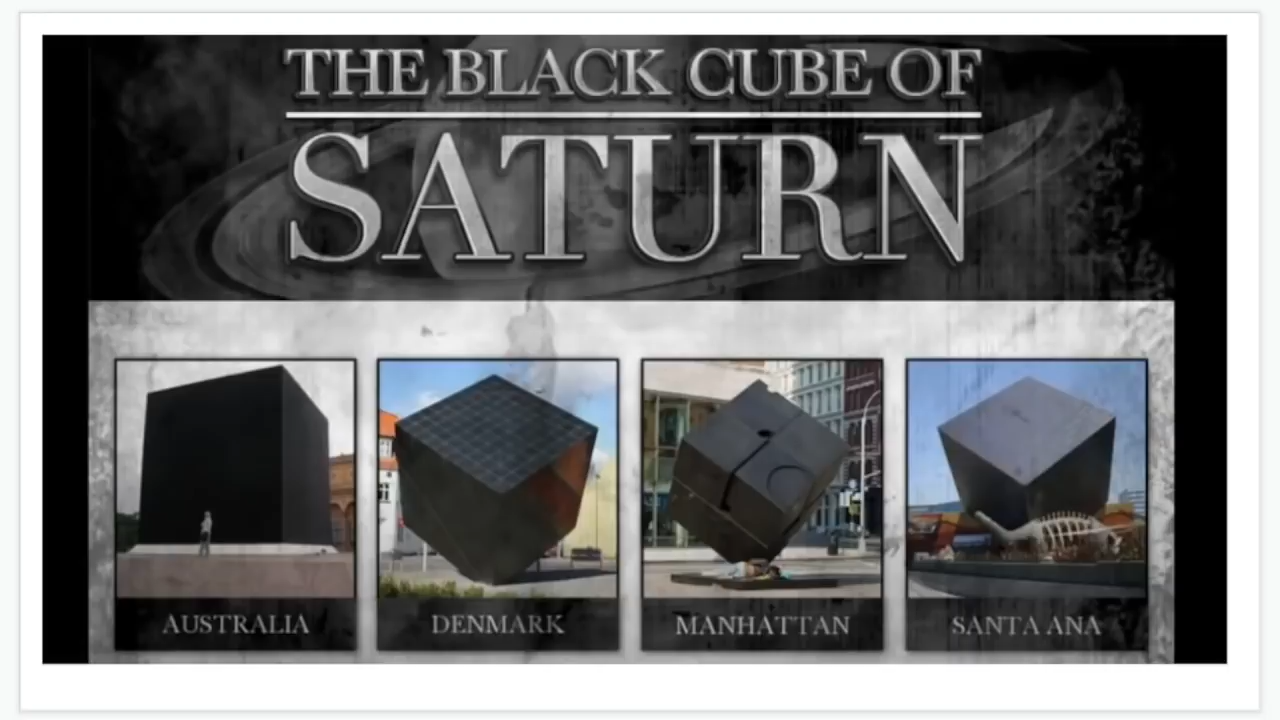 THE BLACK CUBE OF
SATURN
AUSTRALIA
DENMARK
MANHATTAN
SANTA ANA